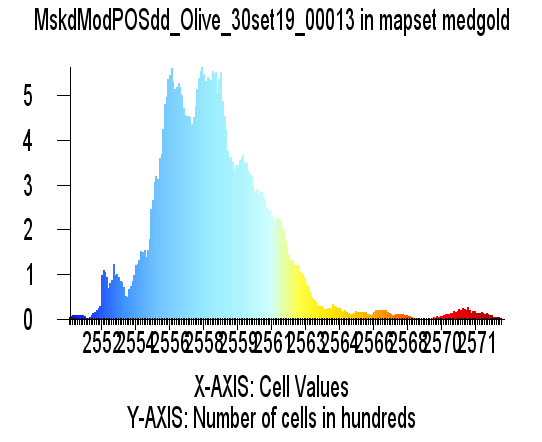 MskdModPOSdd_Olive_30set19_00013 in mapset medgold
5
4
3
2
1
0
2552 2554 2556 2558 2559 2561 2563 2564 2566 2568 2570 2571
X-AXIS: Cell Values
Y-AXIS: Number of cells in hundreds